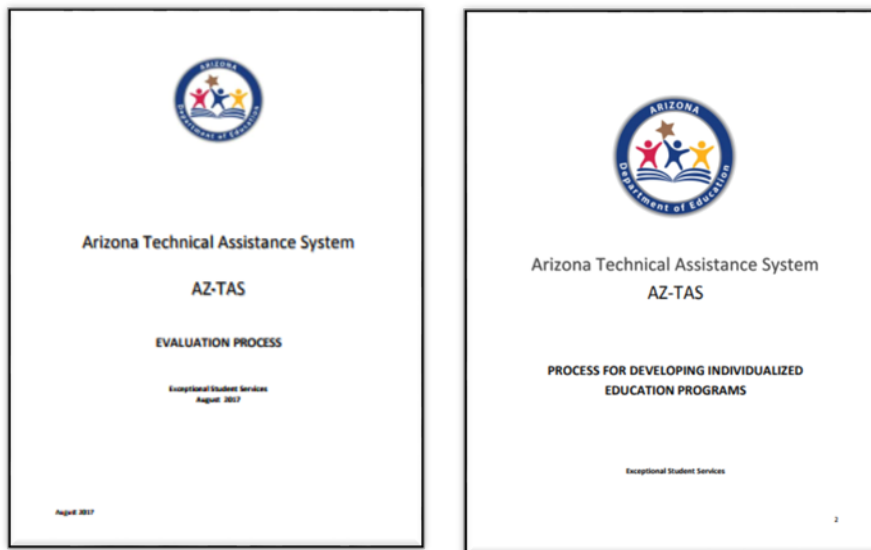 ARIZONA
Department of Education
Arizona Technical Assistance System
AZ-TAS
EVALUATION PROCESS
Exceptional Student Services
August 2017
August 2017
ARIZONA
Department of Education
Arizona Technical Assistance System
AZ-TAS
PROCESS FOR DEVELOPING INDIVIDUALIZED
EDUCATION PROGRAMS
Exceptional Student Services
2